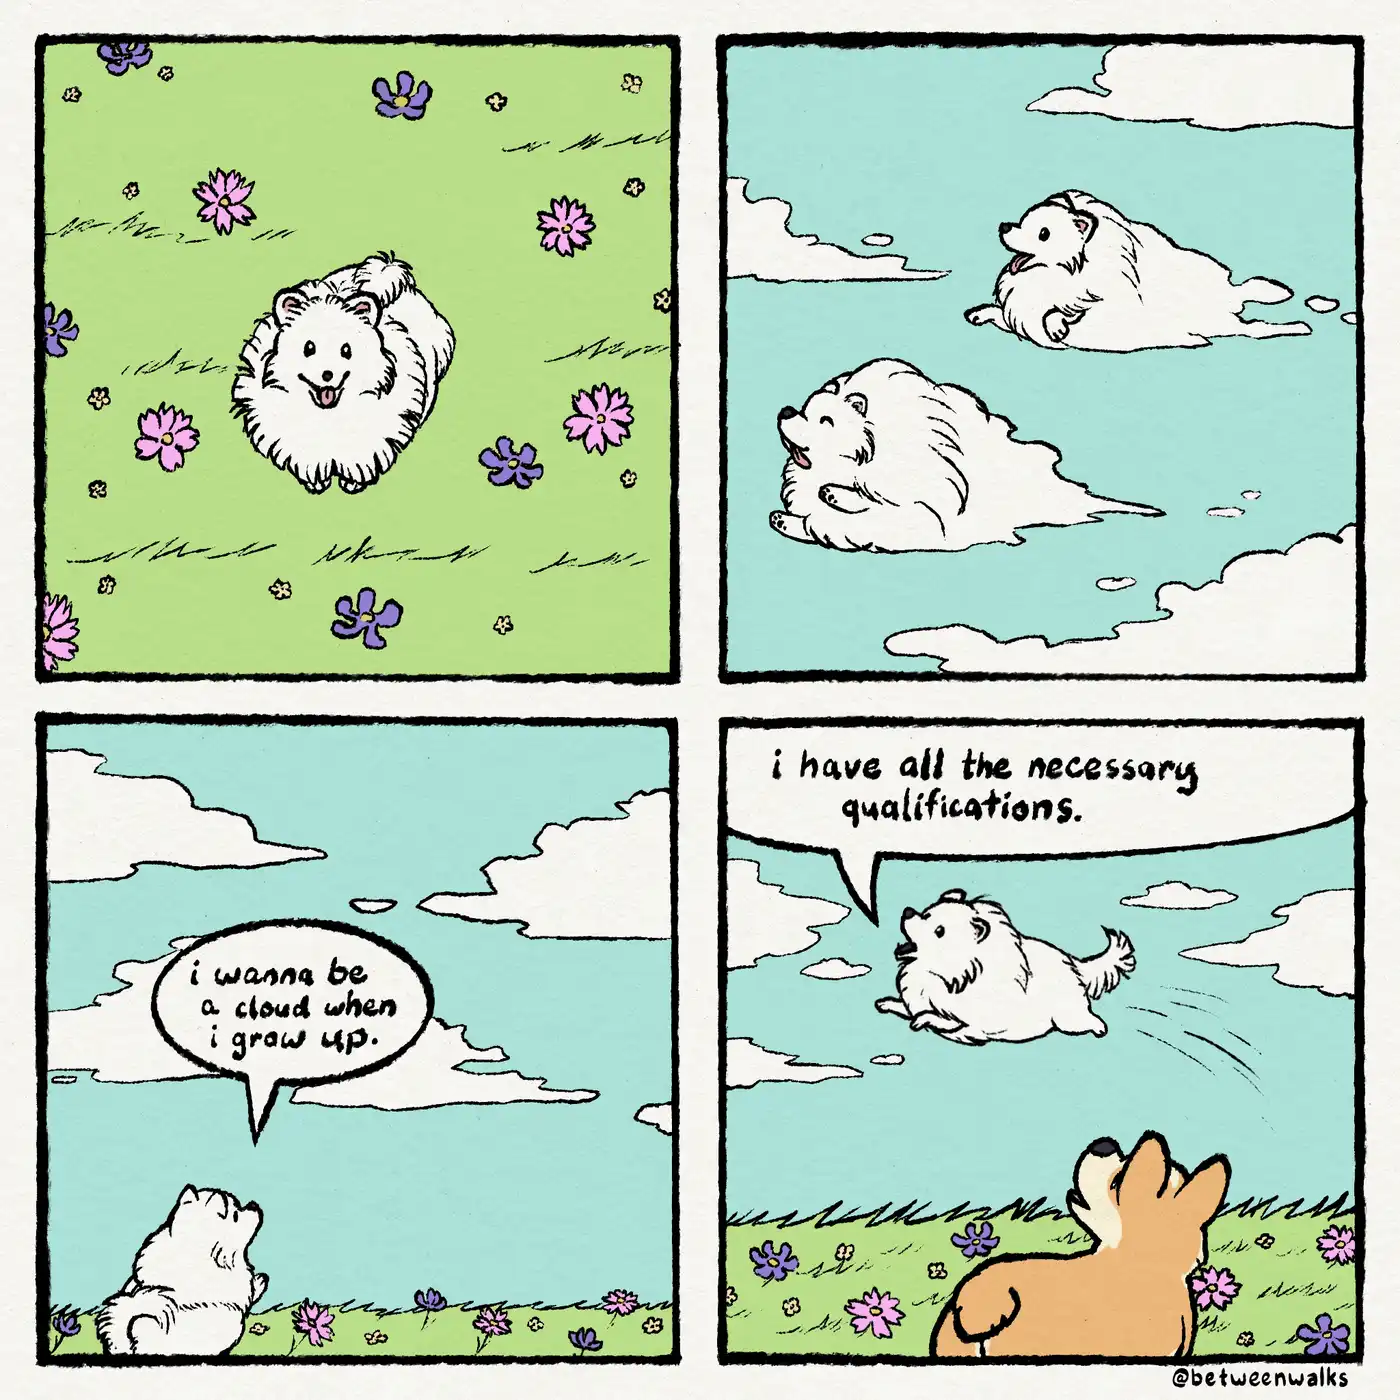 i wanna be
a cloud when
i grow up.
i have all the necessary
qualifications.
@betweenwalks